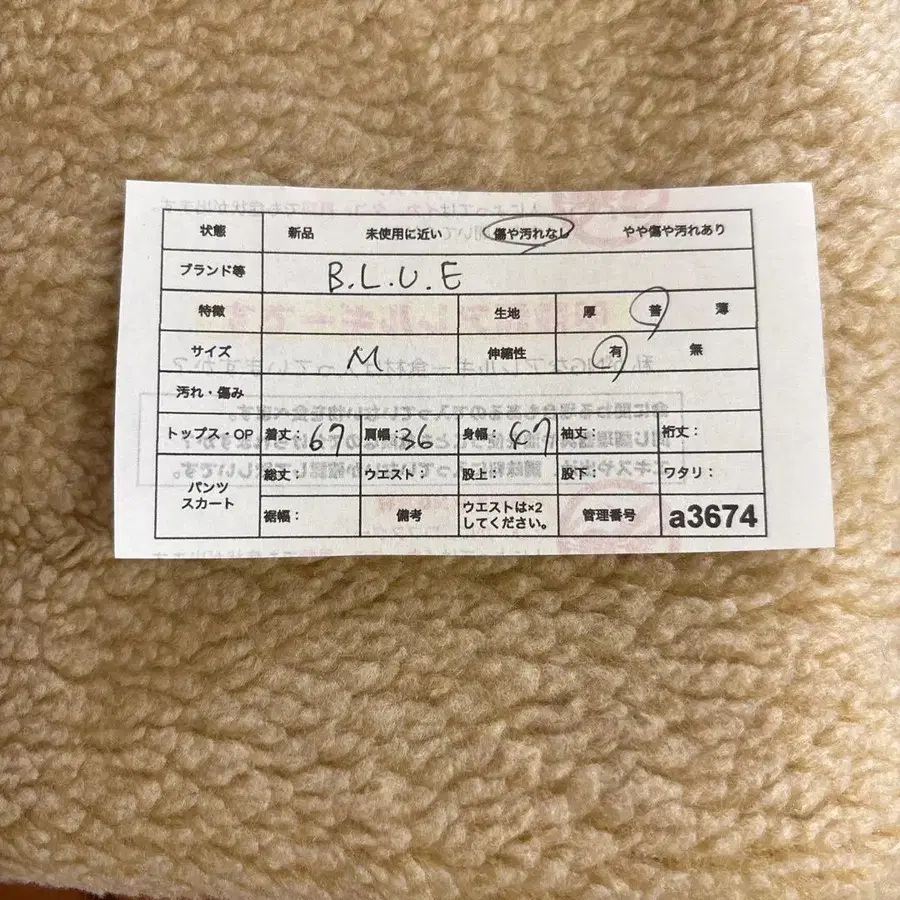 状態 新品 未使用に近い 傷や汚れなし やや傷や汚れあり
ブランド等 B.L.U.E
特徴 生地 厚 普 薄
サイズ M 伸縮性 有 無
汚れ・傷み
トップス・OP 着丈：67 肩幅：36 身幅：47 袖丈： 裄丈：
パンツ スカート 総丈： ウエスト： 股上： 股下： ワタリ：
裾幅： 備考 ウエストは×2してください。 管理番号 a3674